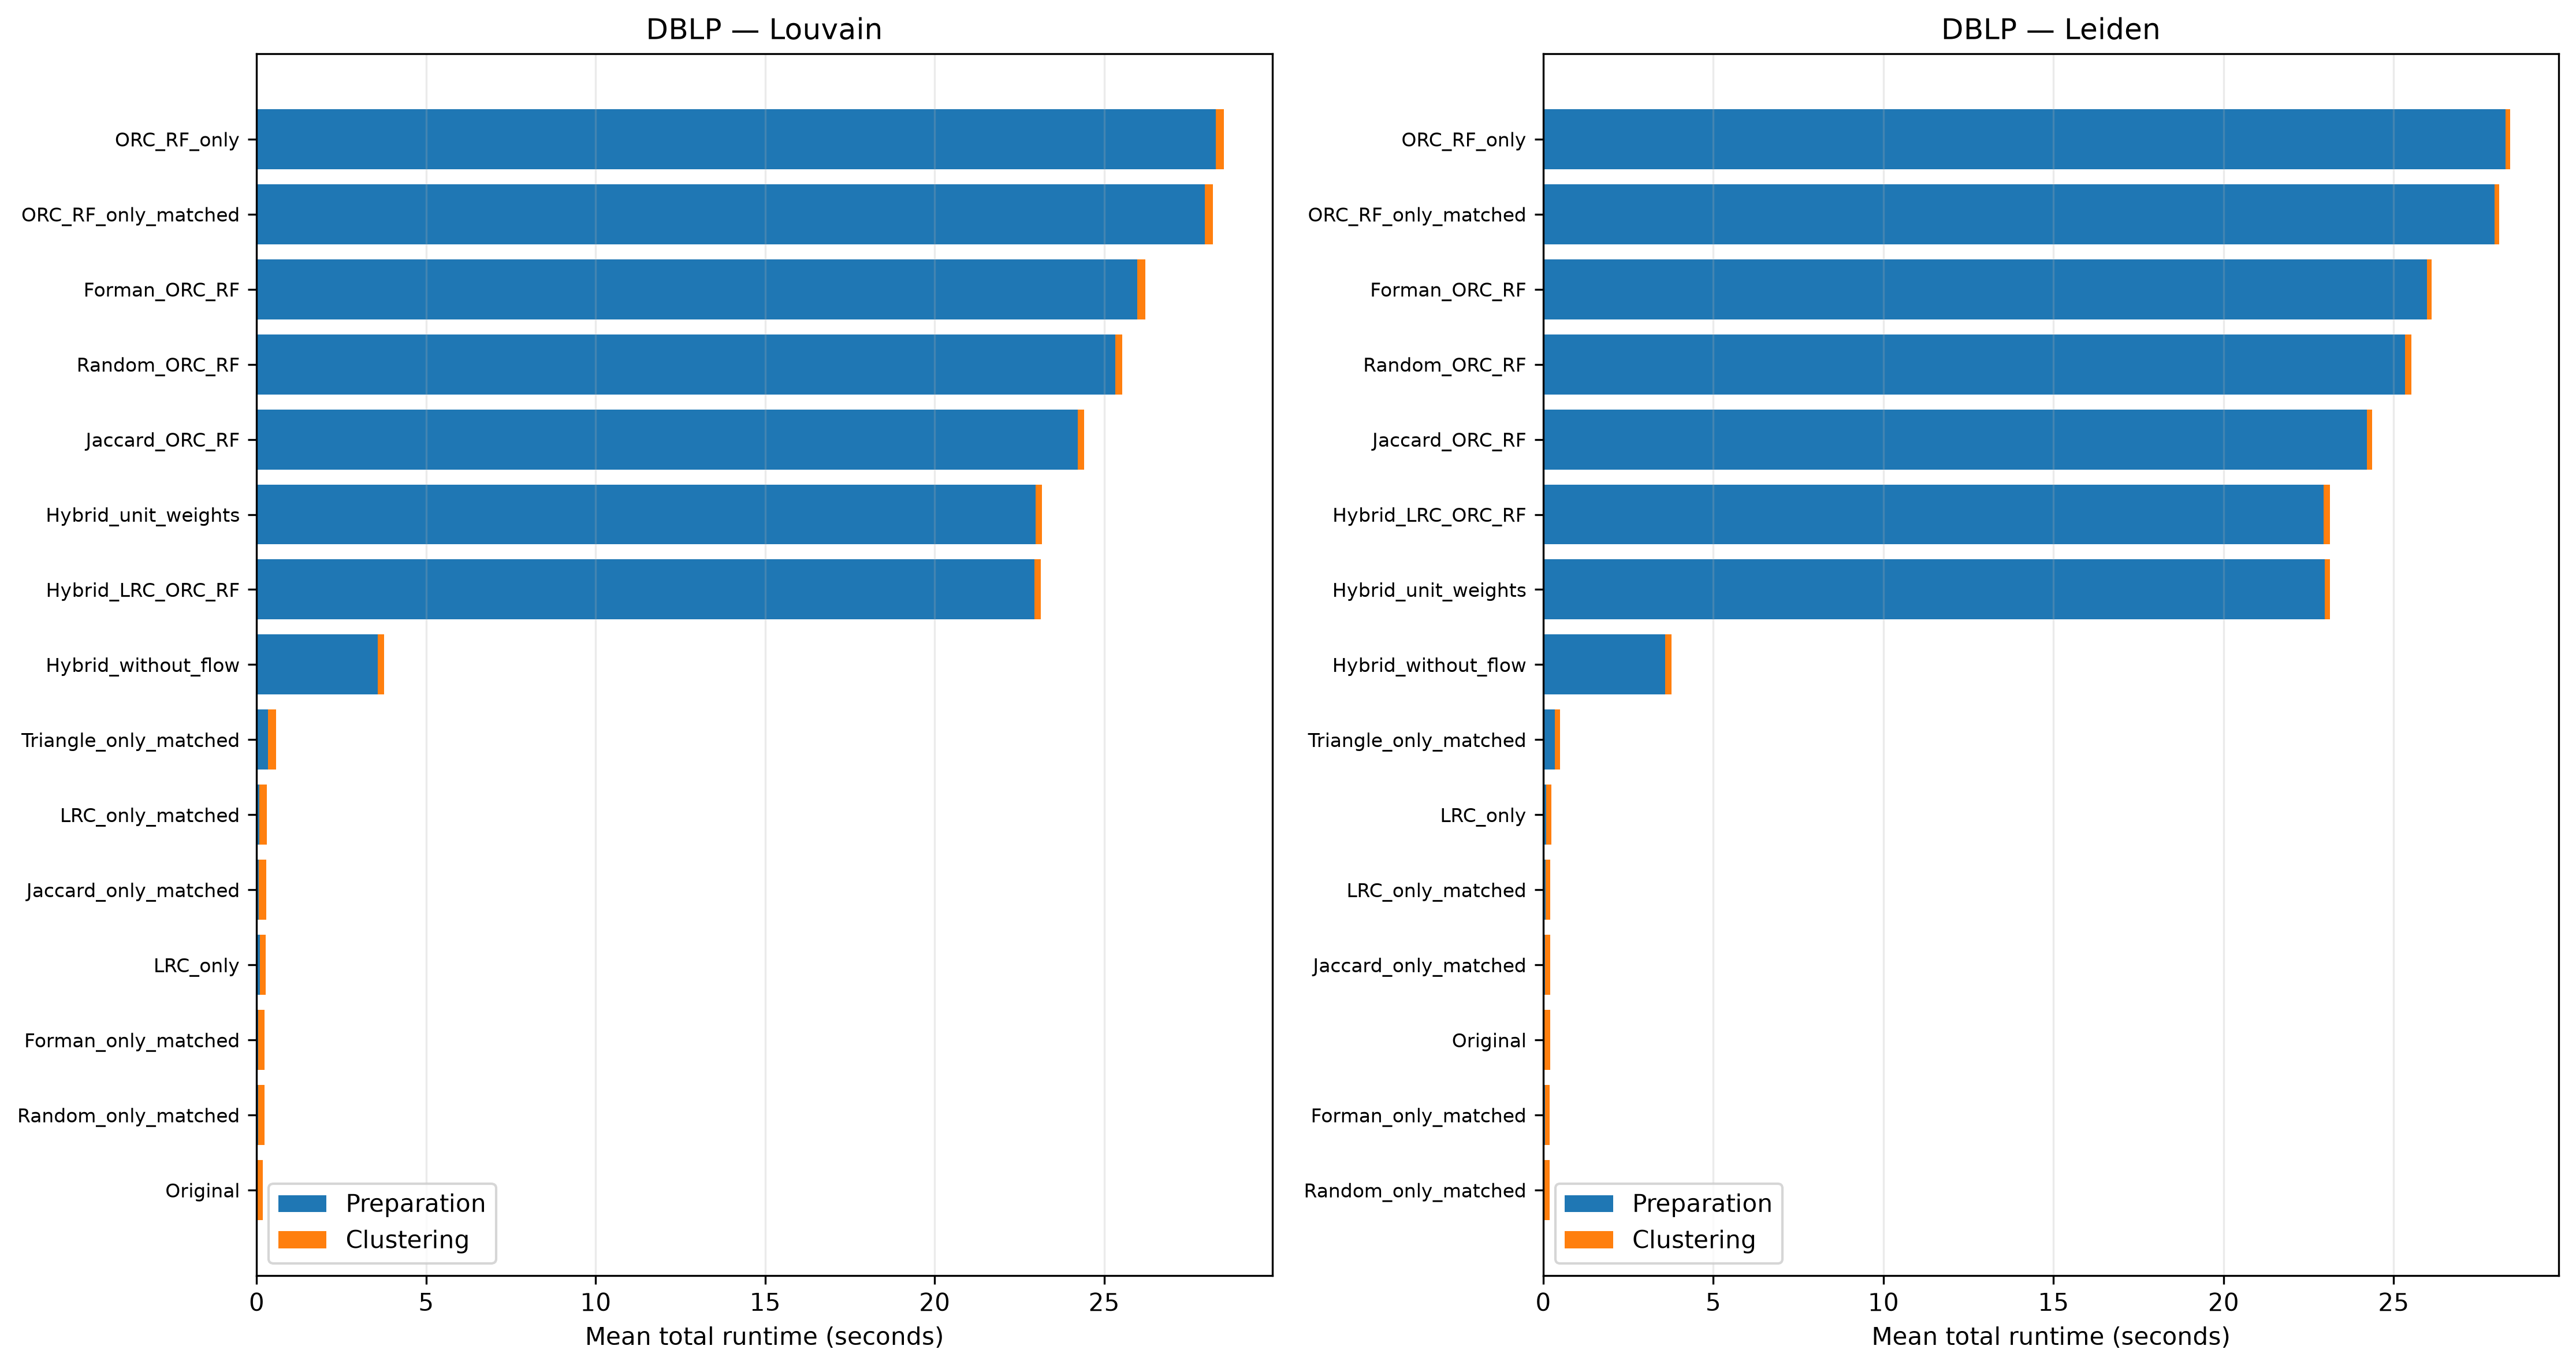 DBLP — Louvain
ORC_RF_only
ORC_RF_only_matched
Forman_ORC_RF
Random_ORC_RF
Jaccard_ORC_RF
Hybrid_unit_weights
Hybrid_LRC_ORC_RF
Hybrid_without_flow
Triangle_only_matched
LRC_only_matched
Jaccard_only_matched
LRC_only
Forman_only_matched
Random_only_matched
Original
Preparation
Clustering
0 5 10 15 20 25
Mean total runtime (seconds)
DBLP — Leiden
ORC_RF_only
ORC_RF_only_matched
Forman_ORC_RF
Random_ORC_RF
Jaccard_ORC_RF
Hybrid_LRC_ORC_RF
Hybrid_unit_weights
Hybrid_without_flow
Triangle_only_matched
LRC_only
LRC_only_matched
Jaccard_only_matched
Original
Forman_only_matched
Random_only_matched
Preparation
Clustering
0 5 10 15 20 25
Mean total runtime (seconds)